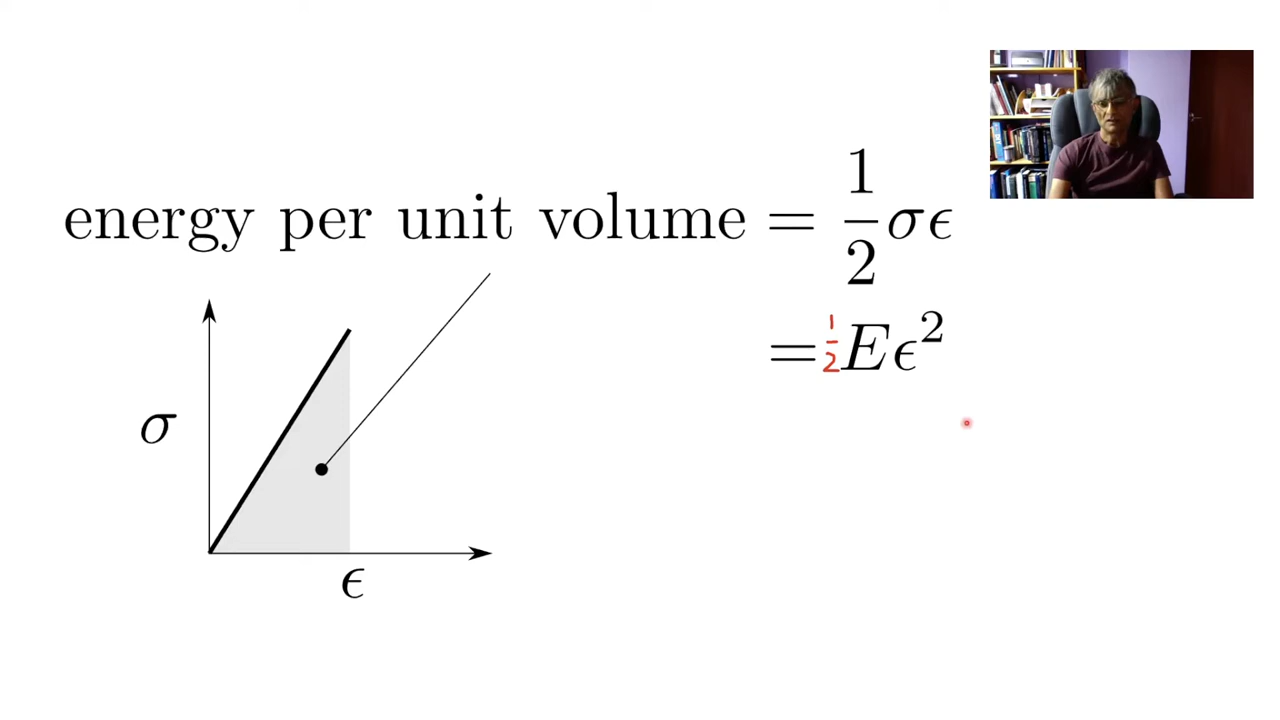 energy per unit volume = 1/2 σϵ
= 1/2 Eϵ²
σ
ϵ